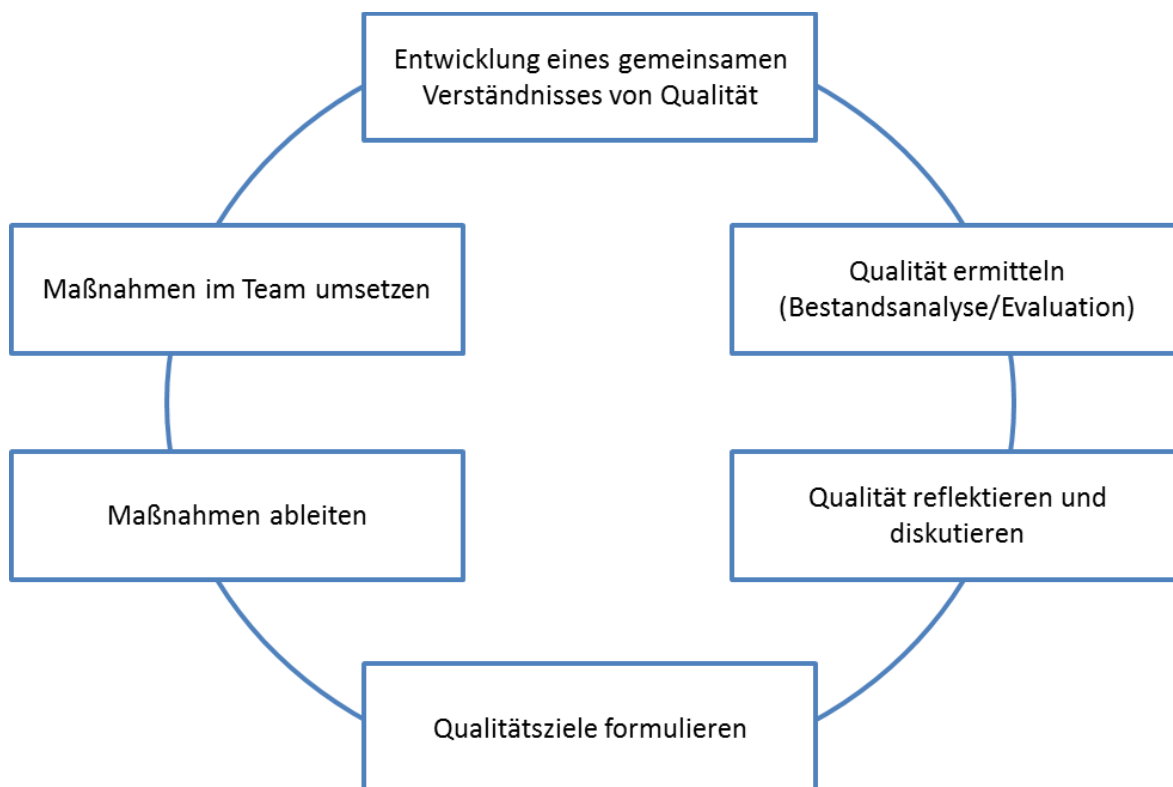 Entwicklung eines gemeinsamen
Verständnisses von Qualität
Qualität ermitteln
(Bestandsanalyse/Evaluation)
Qualität reflektieren und
diskutieren
Qualitätsziele formulieren
Maßnahmen ableiten
Maßnahmen im Team umsetzen